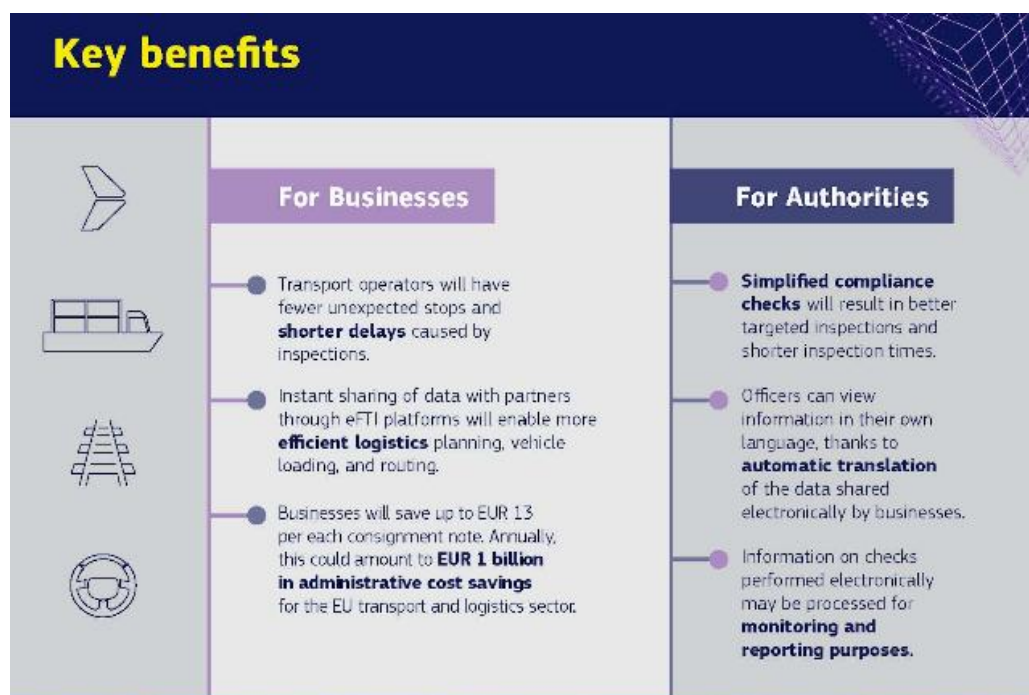 Key benefits
For Businesses
Transport operators will have
fewer unexpected stops and
shorter delays caused by
inspections.
Instant sharing of data with partners
through eFTI platforms will enable more
efficient logistics planning, vehicle
loading, and routing.
Businesses will save up to EUR 13
per each consignment note. Annually,
this could amount to EUR 1 billion
in administrative cost savings
for the EU transport and logistics sector.
For Authorities
Simplified compliance
checks will result in better
targeted inspections and
shorter inspection times.
Officers can view
information in their own
language, thanks to
automatic translation
of the data shared
electronically by businesses.
Information on checks
performed electronically
may be processed for
monitoring and
reporting purposes.